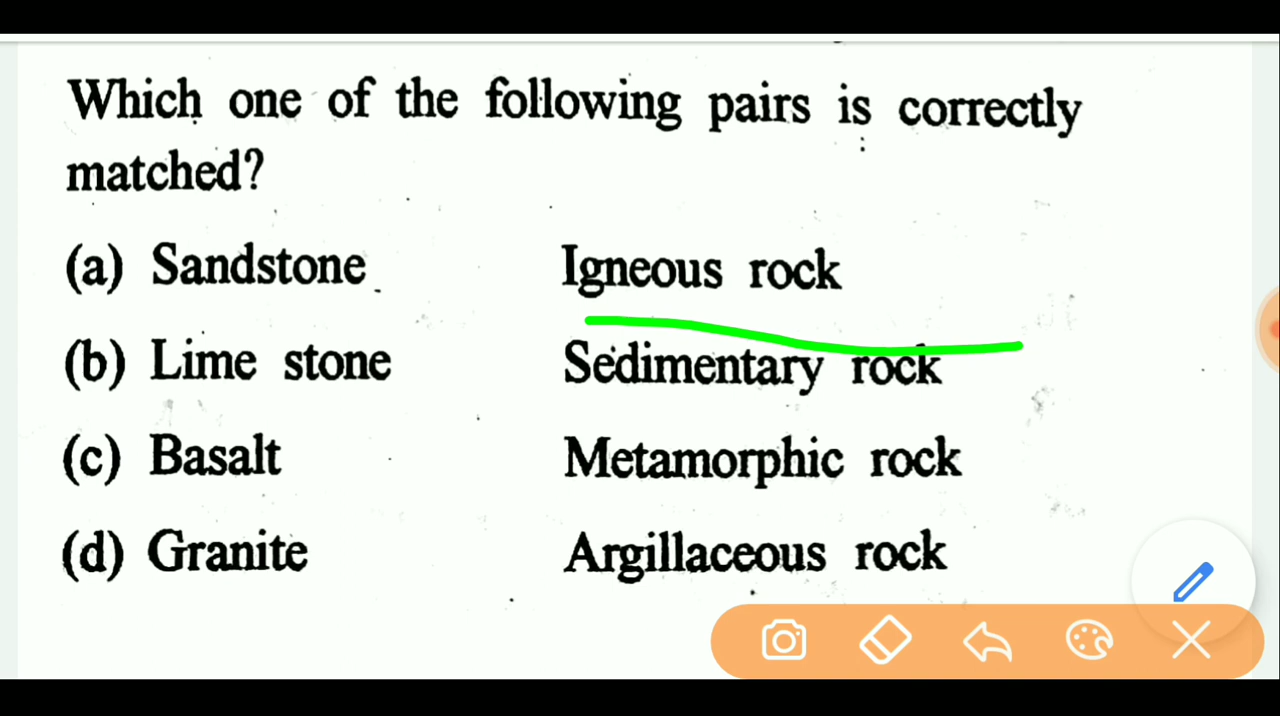 Which one of the following pairs is correctly
matched?
(a) Sandstone Igneous rock
(b) Lime stone Sedimentary rock
(c) Basalt Metamorphic rock
(d) Granite Argillaceous rock